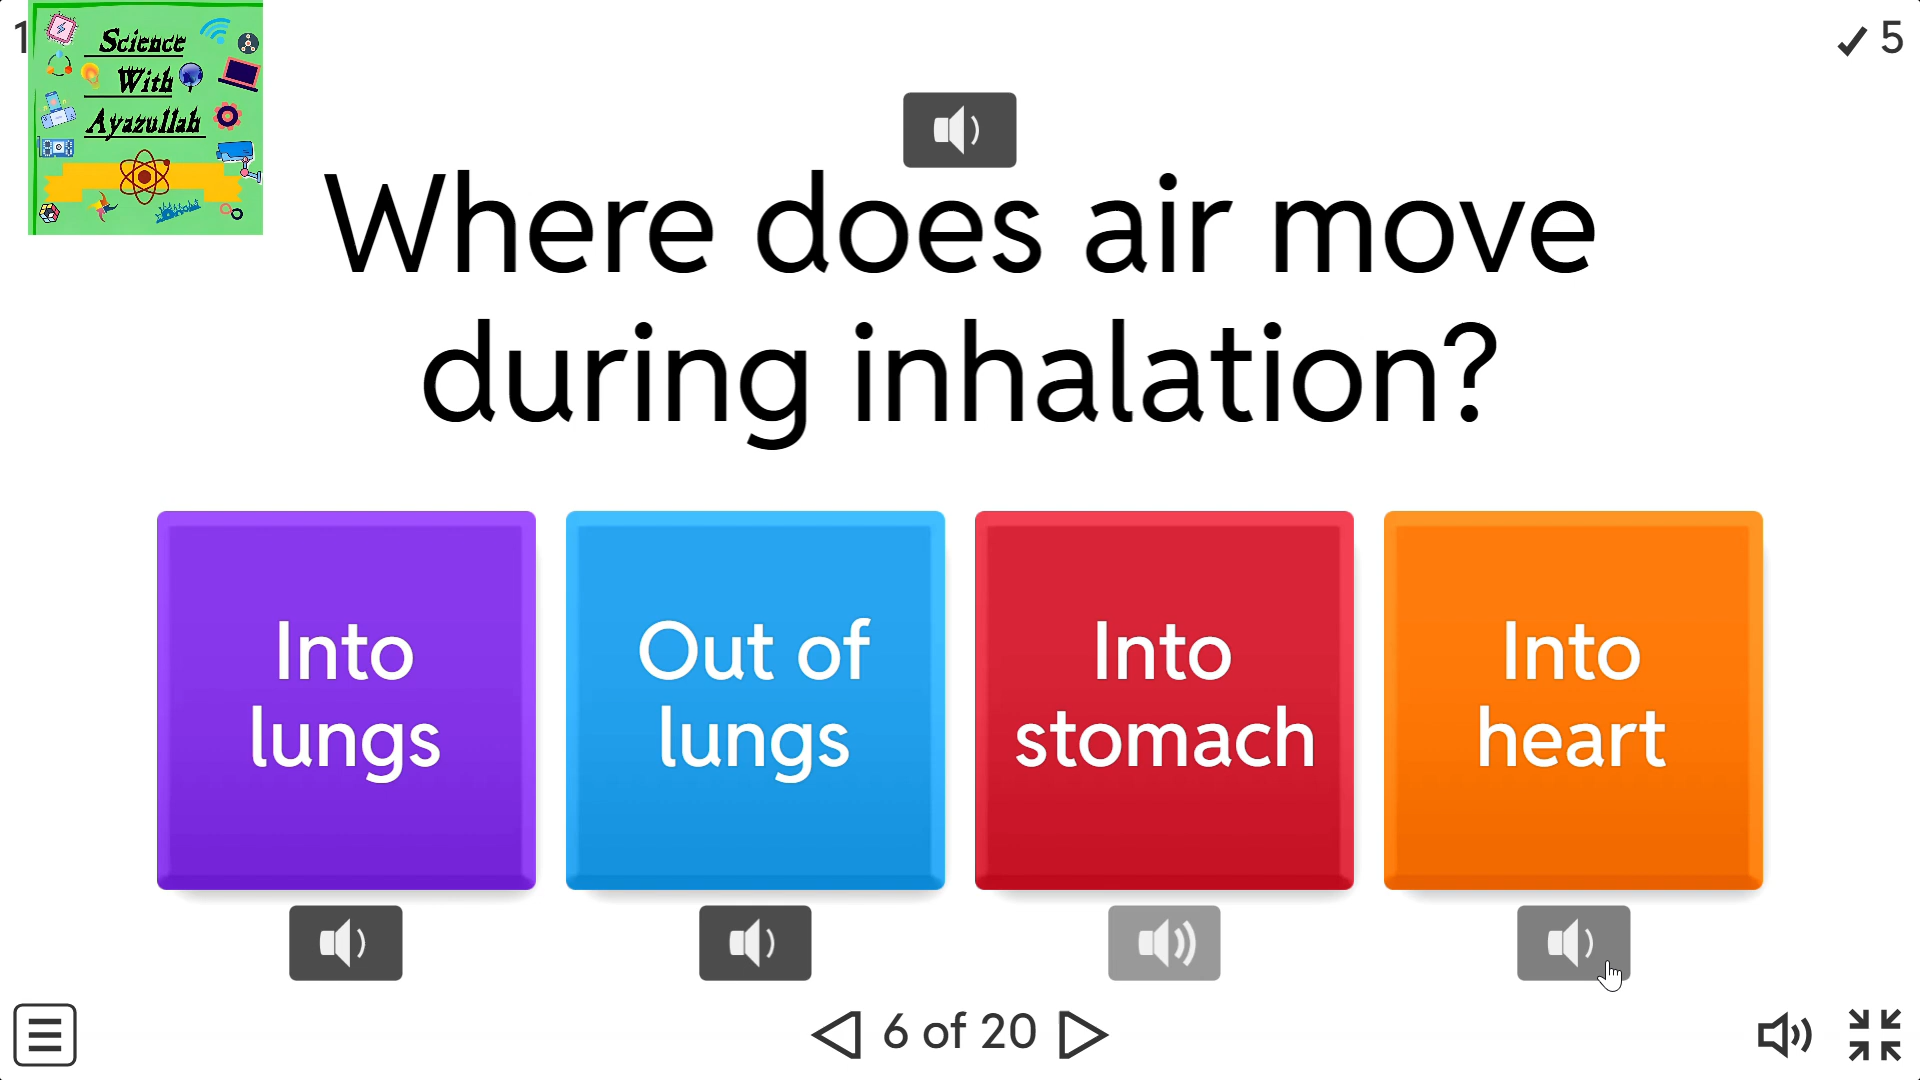 1
Science
With
Ayazullah
✓ 5
Where does air move
during inhalation?
Into
lungs
Out of
lungs
Into
stomach
Into
heart
6 of 20